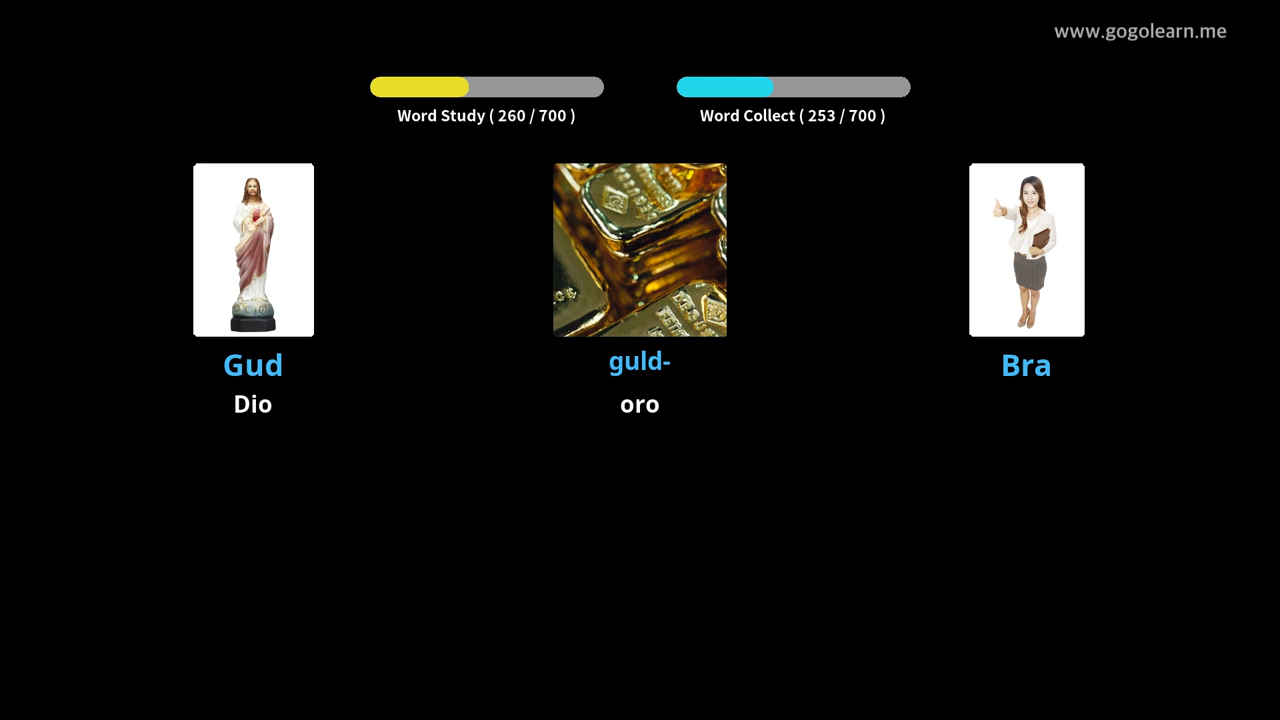 www.gogolearn.me
Word Study ( 260 / 700 )
Word Collect ( 253 / 700 )
Gud
guld-
Bra
Dio
oro